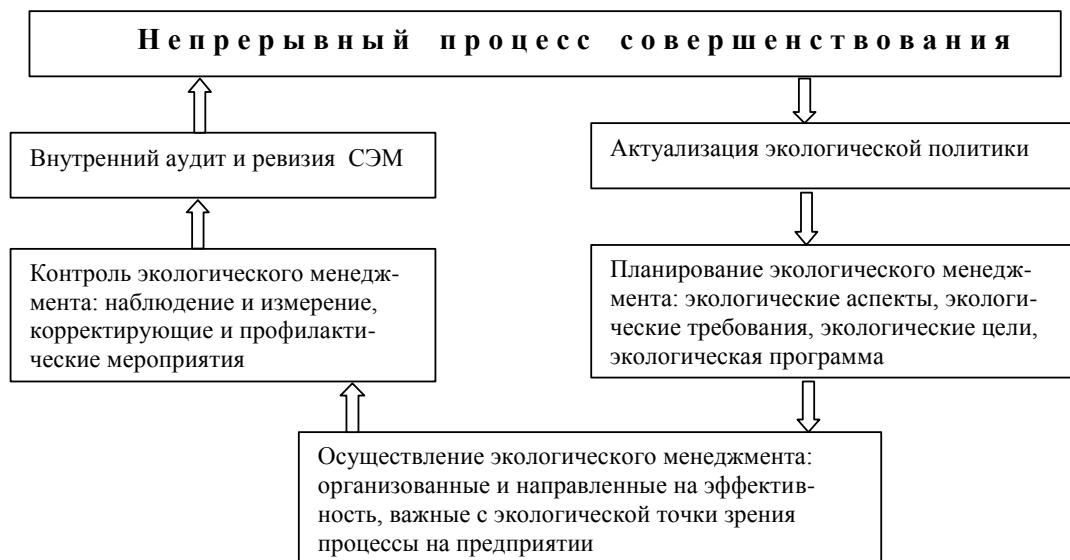 Непрерывный процесс совершенствования
Внутренний аудит и ревизия СЭМ
Актуализация экологической политики
Контроль экологического менедж-
мента: наблюдение и измерение,
корректирующие и профилакти-
ческие мероприятия
Планирование экологического менедж-
мента: экологические аспекты, экологи-
ческие требования, экологические цели,
экологическая программа
Осуществление экологического менеджмента:
организованные и направленные на эффектив-
ность, важные с экологической точки зрения
процессы на предприятии